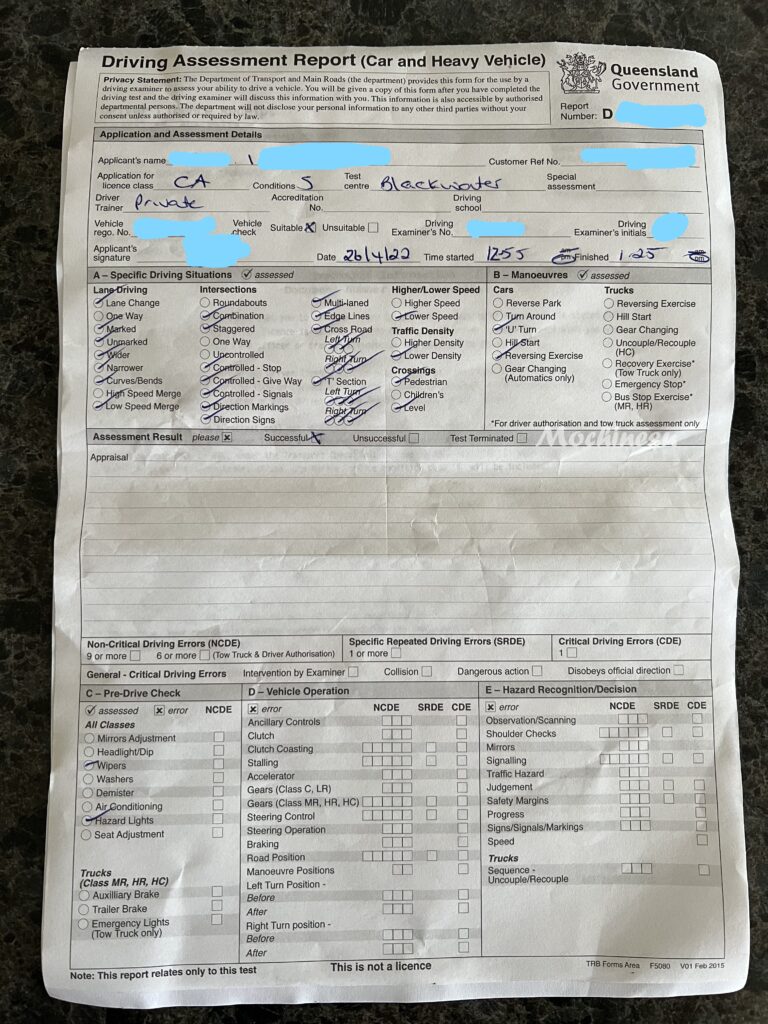 Driving Assessment Report (Car and Heavy Vehicle)
Privacy Statement: The Department of Transport and Main Roads (the department) provides this form for the use by a
driving examiner to assess your ability to drive a vehicle. You will be given a copy of this form after you have completed the
driving test and the driving examiner will discuss this information with you. This information is also accessible by authorised
departmental persons. The department will not disclose your personal information to any other third parties without your
consent unless authorised or required by law.
Queensland
Government
Report
Number: D
Application and Assessment Details
Applicant's name Customer Ref No.
Application for licence class CA Conditions S Test centre Blackwater Special assessment
Driver Trainer Private Accreditation No. Driving school
Vehicle rego. No. Vehicle check Suitable X Unsuitable Driving Examiner's No. Driving Examiner's initials
Applicant's signature Date 26/4/22 Time started 12:55 pm Finished 1:25 am pm
A – Specific Driving Situations assessed
B – Manoeuvres assessed
Lane Driving
Lane Change
One Way
Marked
Unmarked
Wider
Narrower
Curves/Bends
High Speed Merge
Low Speed Merge
Intersections
Roundabouts
Combination
Staggered
One Way
Uncontrolled
Controlled - Stop
Controlled - Give Way
Controlled - Signals
Direction Markings
Direction Signs
Multi-laned
Edge Lines
Cross Road
Left Turn
Right Turn
'T' Section
Left Turn
Right Turn
Higher/Lower Speed
Higher Speed
Lower Speed
Traffic Density
Higher Density
Lower Density
Crossings
Pedestrian
Children's
Level
Cars
Reverse Park
Turn Around
'U' Turn
Hill Start
Reversing Exercise
Gear Changing
(Automatics only)
Trucks
Reversing Exercise
Hill Start
Gear Changing
Uncouple/Recouple
(HC)
Recovery Exercise*
(Tow Truck only)
Emergency Stop*
Bus Stop Exercise*
(MR, HR)
*For driver authorisation and tow truck assessment only
Assessment Result please x Successful X Unsuccessful Test Terminated
Mochineen
Appraisal
Non-Critical Driving Errors (NCDE)
9 or more 6 or more (Tow Truck & Driver Authorisation)
Specific Repeated Driving Errors (SRDE)
1 or more
Critical Driving Errors (CDE)
1
General - Critical Driving Errors Intervention by Examiner Collision Dangerous action Disobeys official direction
C – Pre-Drive Check
assessed x error NCDE
All Classes
Mirrors Adjustment
Headlight/Dip
Wipers
Washers
Demister
Air Conditioning
Hazard Lights
Seat Adjustment
Trucks
(Class MR, HR, HC)
Auxilliary Brake
Trailer Brake
Emergency Lights
(Tow Truck only)
D – Vehicle Operation
x error NCDE SRDE CDE
Ancillary Controls
Clutch
Clutch Coasting
Stalling
Accelerator
Gears (Class C, LR)
Gears (Class MR, HR, HC)
Steering Control
Steering Operation
Braking
Road Position
Manoeuvre Positions
Left Turn Position -
Before
After
Right Turn position -
Before
After
E – Hazard Recognition/Decision
x error NCDE SRDE CDE
Observation/Scanning
Shoulder Checks
Mirrors
Signalling
Traffic Hazard
Judgement
Safety Margins
Progress
Signs/Signals/Markings
Speed
Trucks
Sequence -
Uncouple/Recouple
Note: This report relates only to this test This is not a licence TRB Forms Area F5080 V01 Feb 2015